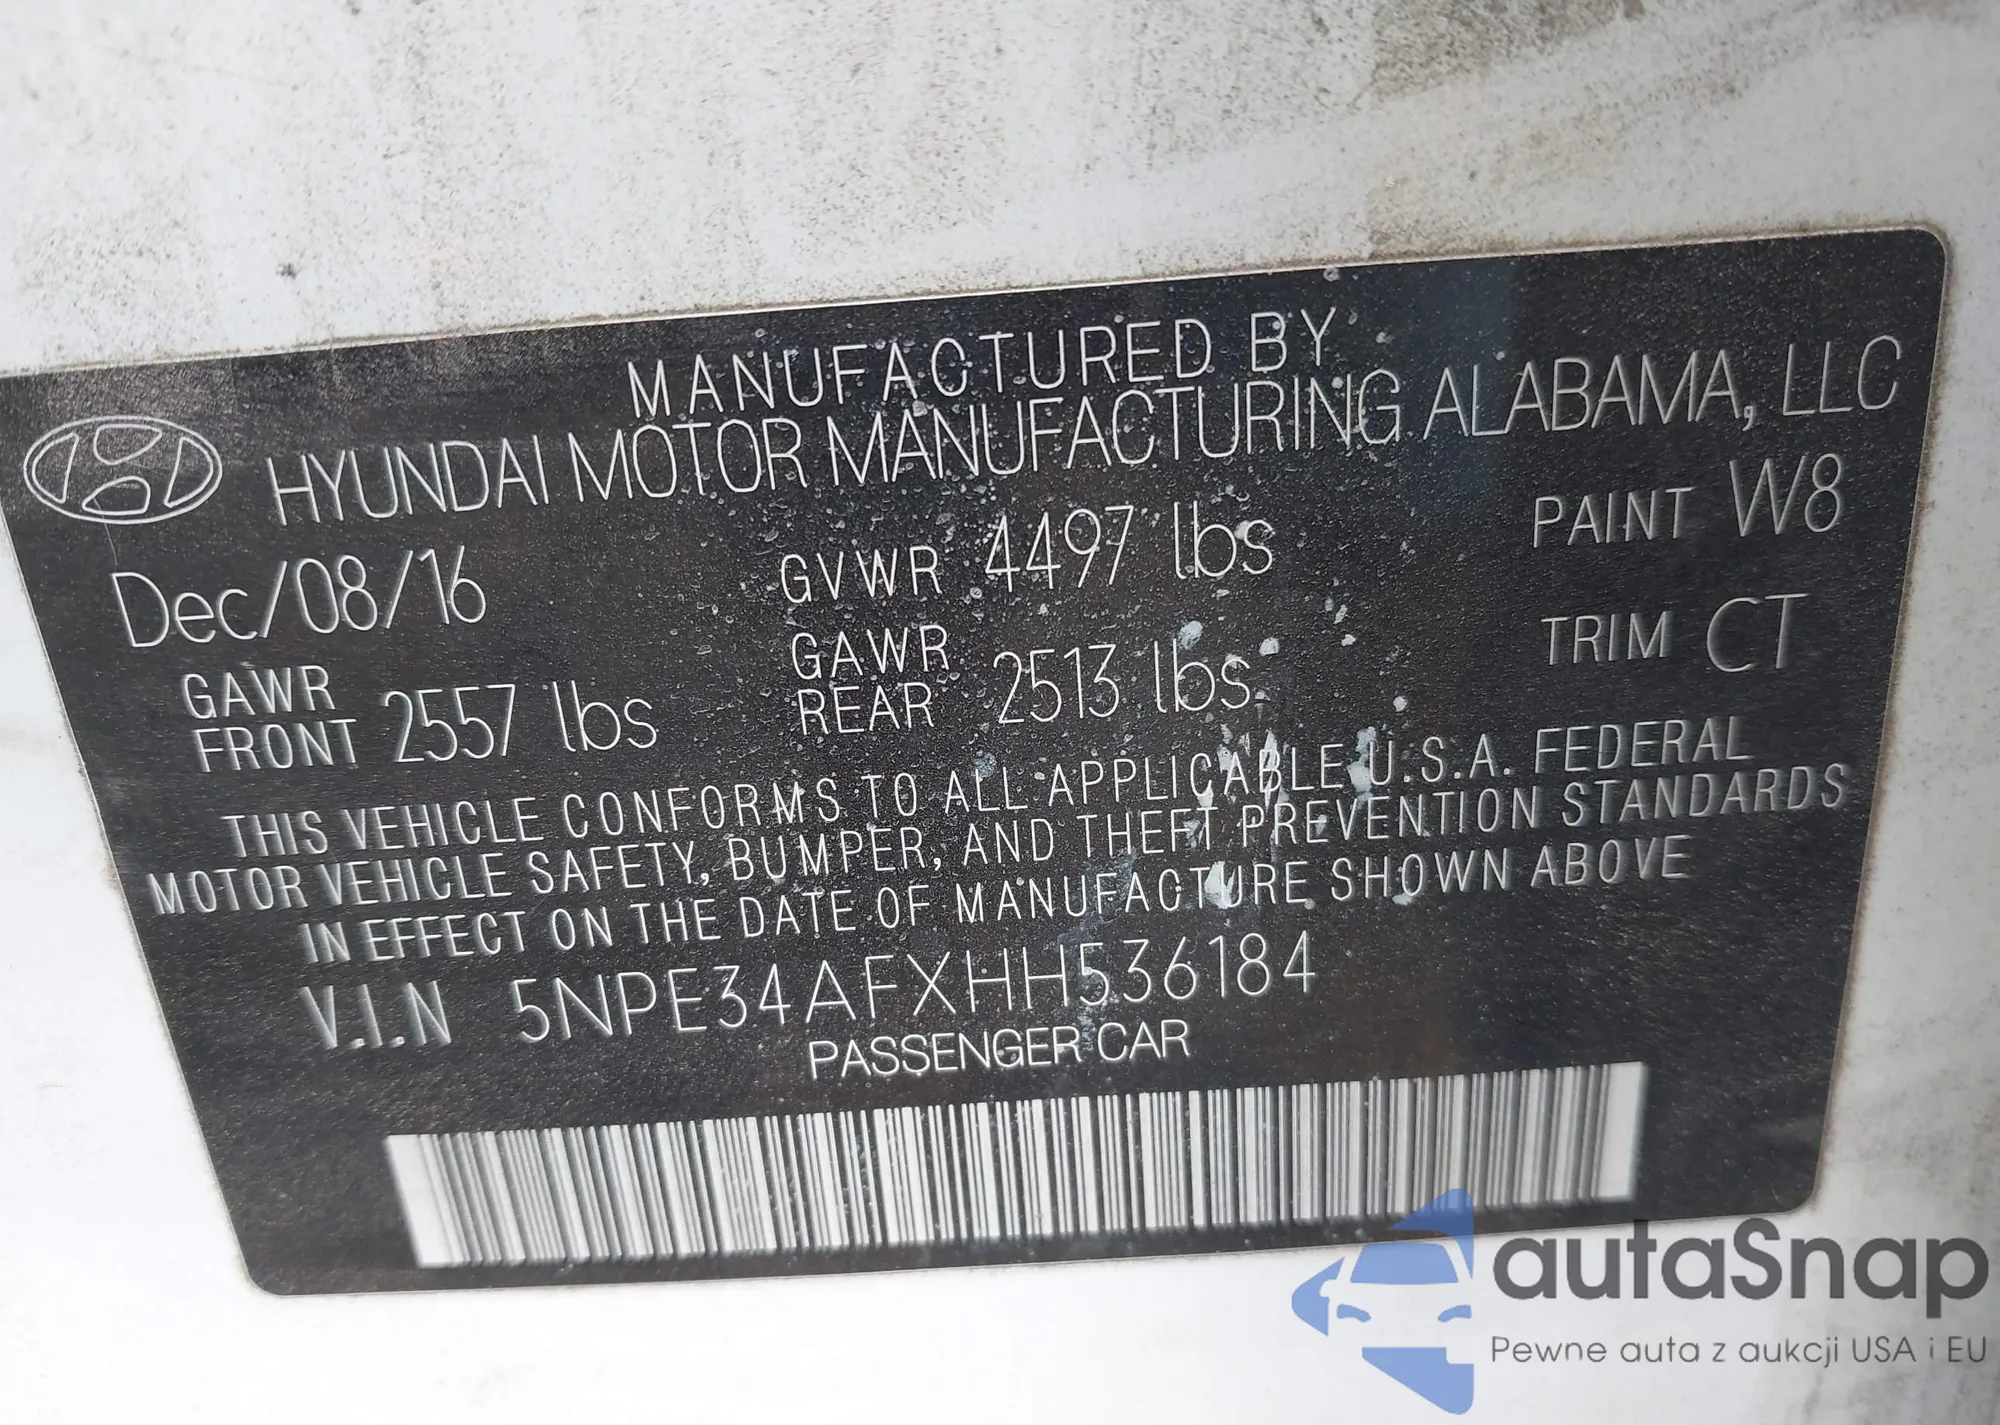 MANUFACTURED BY
HYUNDAI MOTOR MANUFACTURING ALABAMA, LLC
Dec/08/16 GVWR 4497 lbs PAINT W8
GAWR FRONT 2557 lbs GAWR REAR 2513 lbs TRIM CT
THIS VEHICLE CONFORMS TO ALL APPLICABLE U.S.A. FEDERAL
MOTOR VEHICLE SAFETY, BUMPER, AND THEFT PREVENTION STANDARDS
IN EFFECT ON THE DATE OF MANUFACTURE SHOWN ABOVE
V.I.N 5NPE34AFXHH536184
PASSENGER CAR
autaSnap
Pewne auta z aukcji USA i EU